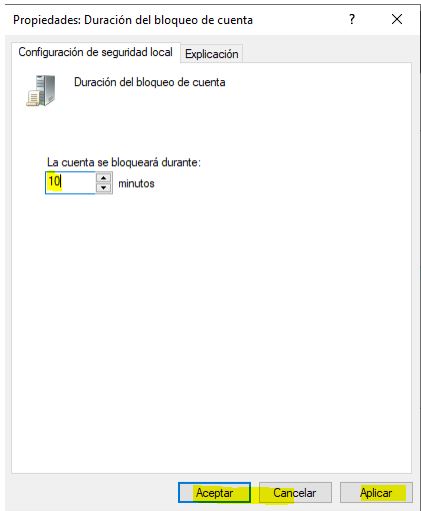 Propiedades: Duración del bloqueo de cuenta
Configuración de seguridad local Explicación
Duración del bloqueo de cuenta
La cuenta se bloqueará durante:
10 minutos
Aceptar Cancelar Aplicar